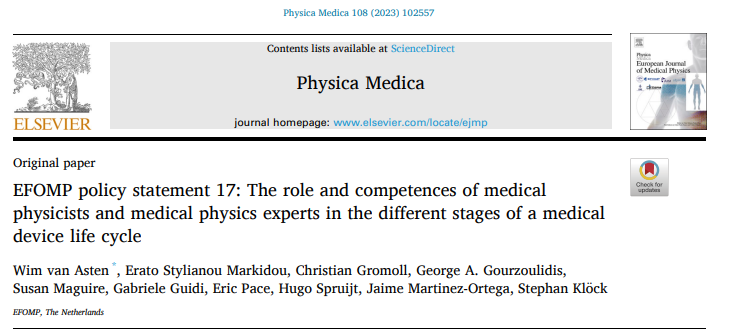 Physica Medica 108 (2023) 102557
Contents lists available at ScienceDirect
Physica Medica
journal homepage: www.elsevier.com/locate/ejmp
ELSEVIER
Physica
Medica
European Journal
of Medical Physics
Original paper
Check for
updates
EFOMP policy statement 17: The role and competences of medical
physicists and medical physics experts in the different stages of a medical
device life cycle
Wim van Asten *, Erato Stylianou Markidou, Christian Gromoll, George A. Gourzoulidis,
Susan Maguire, Gabriele Guidi, Eric Pace, Hugo Spruijt, Jaime Martinez-Ortega, Stephan Klöck
EFOMP, The Netherlands